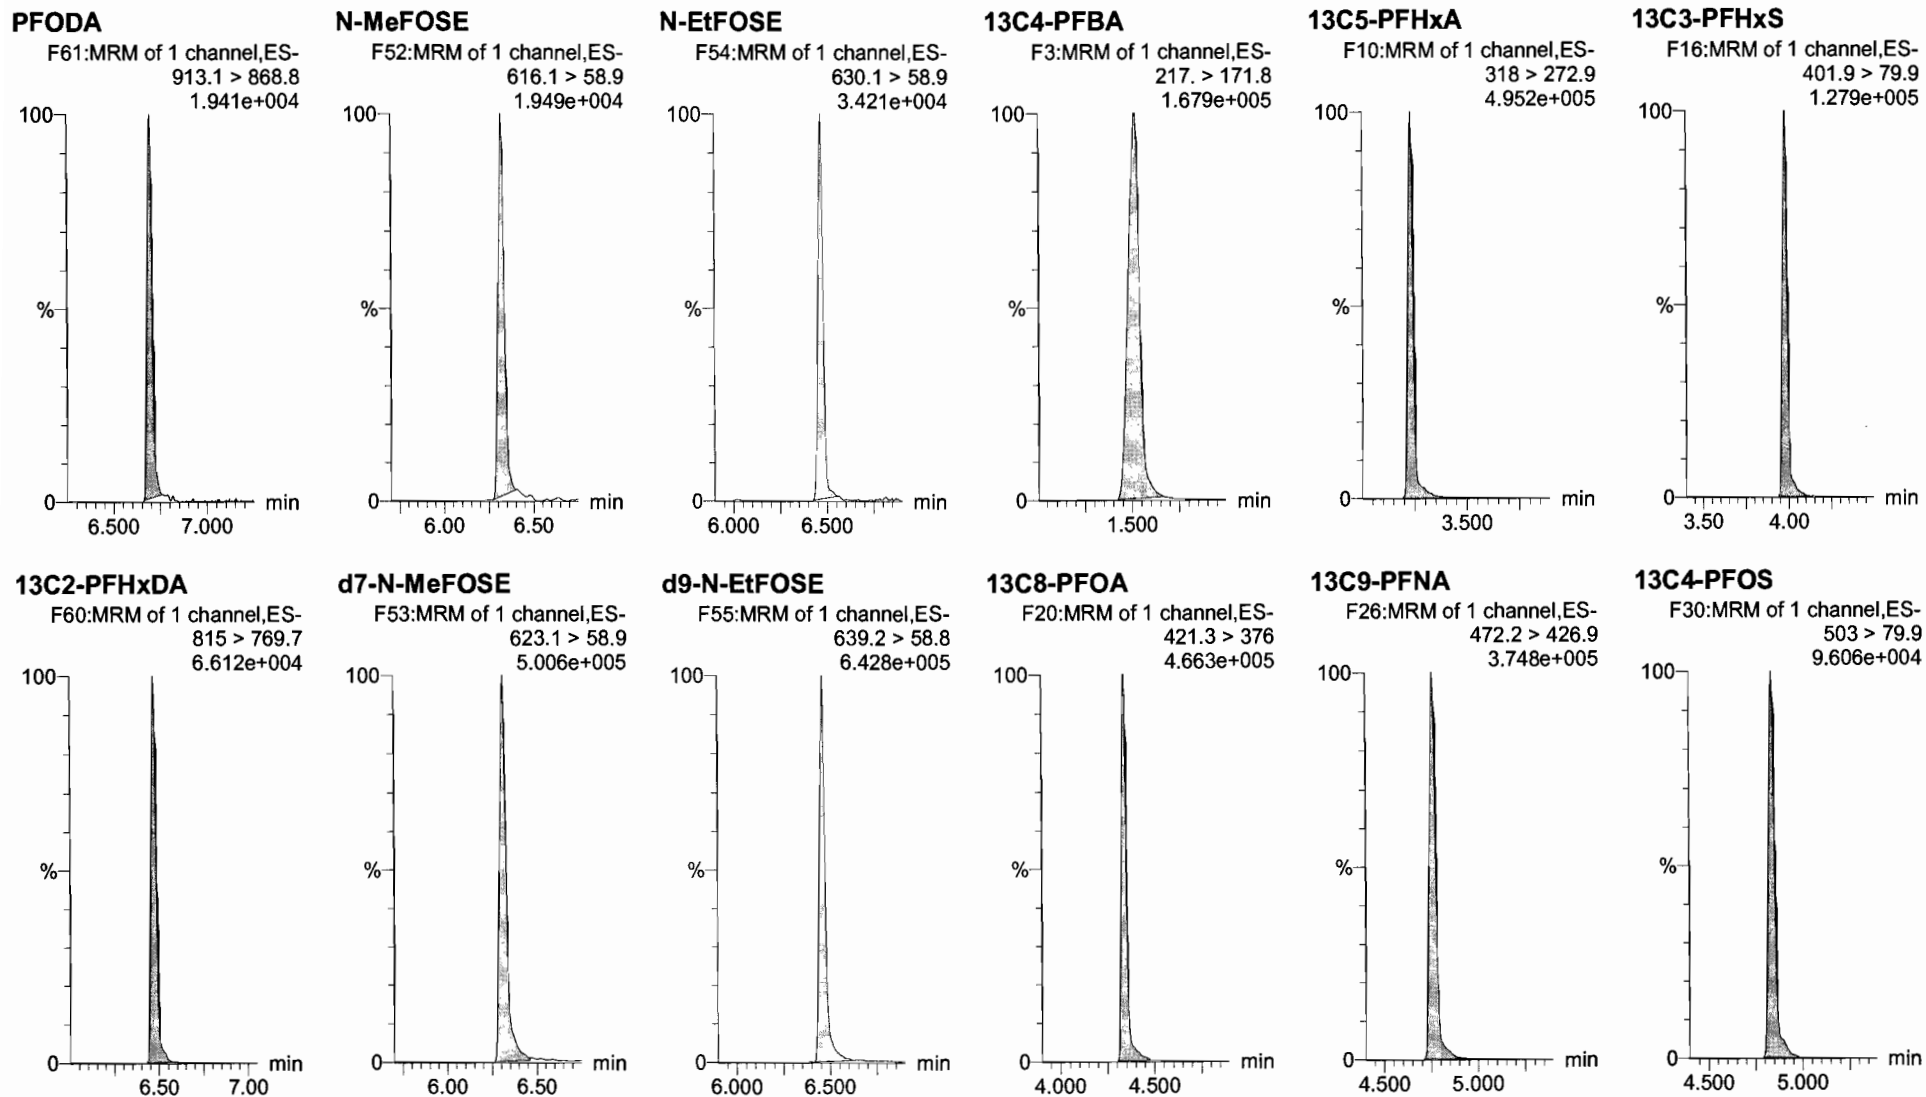 PFODA
F61:MRM of 1 channel,ES-
913.1 > 868.8
1.941e+004
100
%
0
6.500 7.000
min
N-MeFOSE
F52:MRM of 1 channel,ES-
616.1 > 58.9
1.949e+004
100
%
0
6.00 6.50
min
N-EtFOSE
F54:MRM of 1 channel,ES-
630.1 > 58.9
3.421e+004
100
%
0
6.000 6.500
min
13C4-PFBA
F3:MRM of 1 channel,ES-
217. > 171.8
1.679e+005
100
%
0
1.500
min
13C5-PFHxA
F10:MRM of 1 channel,ES-
318 > 272.9
4.952e+005
100
%
0
3.500
min
13C3-PFHxS
F16:MRM of 1 channel,ES-
401.9 > 79.9
1.279e+005
100
%
0
3.50 4.00
min
13C2-PFHxDA
F60:MRM of 1 channel,ES-
815 > 769.7
6.612e+004
100
%
0
6.50 7.00
min
d7-N-MeFOSE
F53:MRM of 1 channel,ES-
623.1 > 58.9
5.006e+005
100
%
0
6.00 6.50
min
d9-N-EtFOSE
F55:MRM of 1 channel,ES-
639.2 > 58.8
6.428e+005
100
%
0
6.000 6.500
min
13C8-PFOA
F20:MRM of 1 channel,ES-
421.3 > 376
4.663e+005
100
%
0
4.000 4.500
min
13C9-PFNA
F26:MRM of 1 channel,ES-
472.2 > 426.9
3.748e+005
100
%
0
4.500 5.000
min
13C4-PFOS
F30:MRM of 1 channel,ES-
503 > 79.9
9.606e+004
100
%
0
4.500 5.000
min